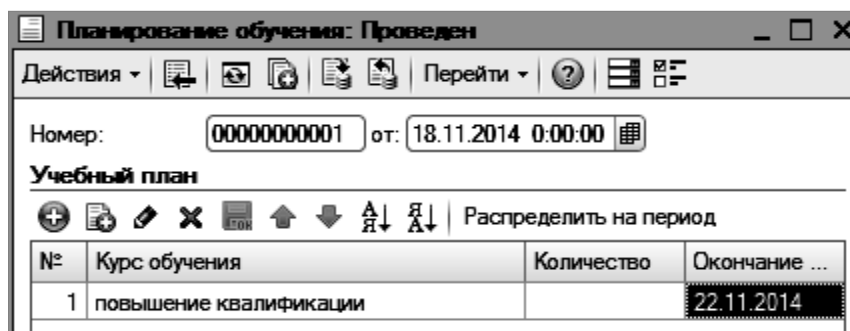 Планирование обучения: Проведен
Действия Перейти
Номер: 00000000001 от: 18.11.2014 0:00:00
Учебный план
Распределить на период
№ Курс обучения Количество Окончание ...
1 повышение квалификации 22.11.2014